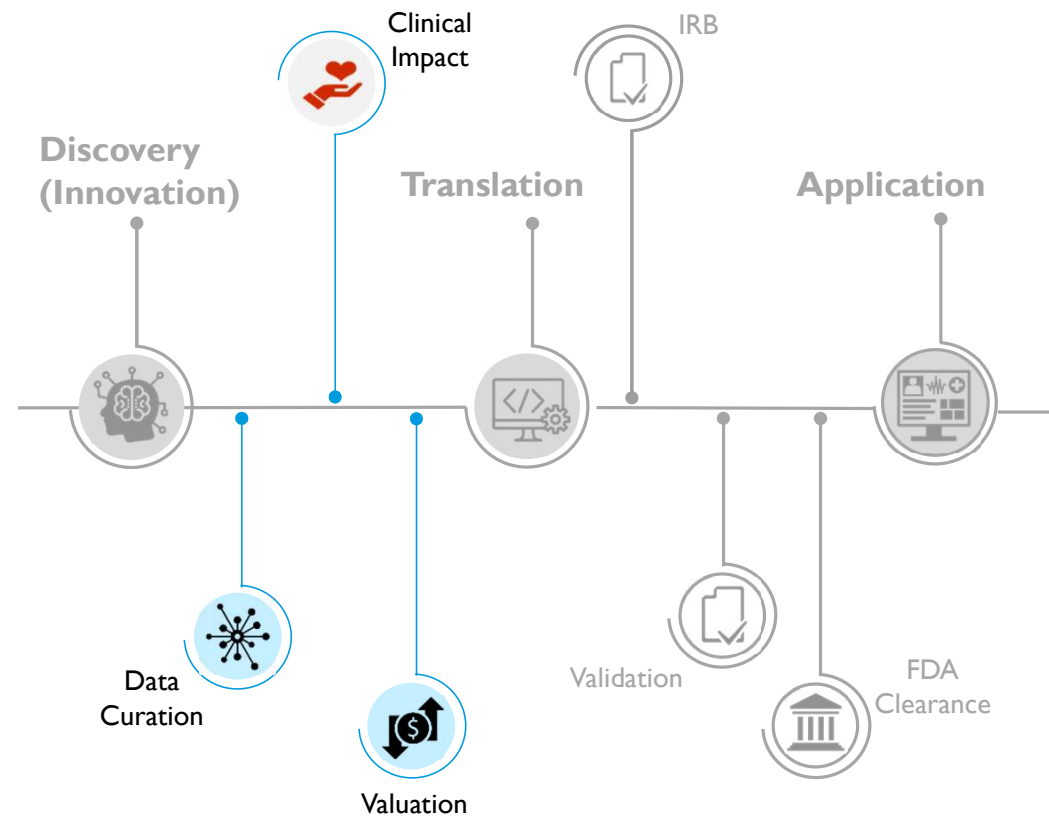 Clinical
Impact
IRB
Discovery
(Innovation)
Translation
Application
Data
Curation
Validation
FDA
Clearance
Valuation